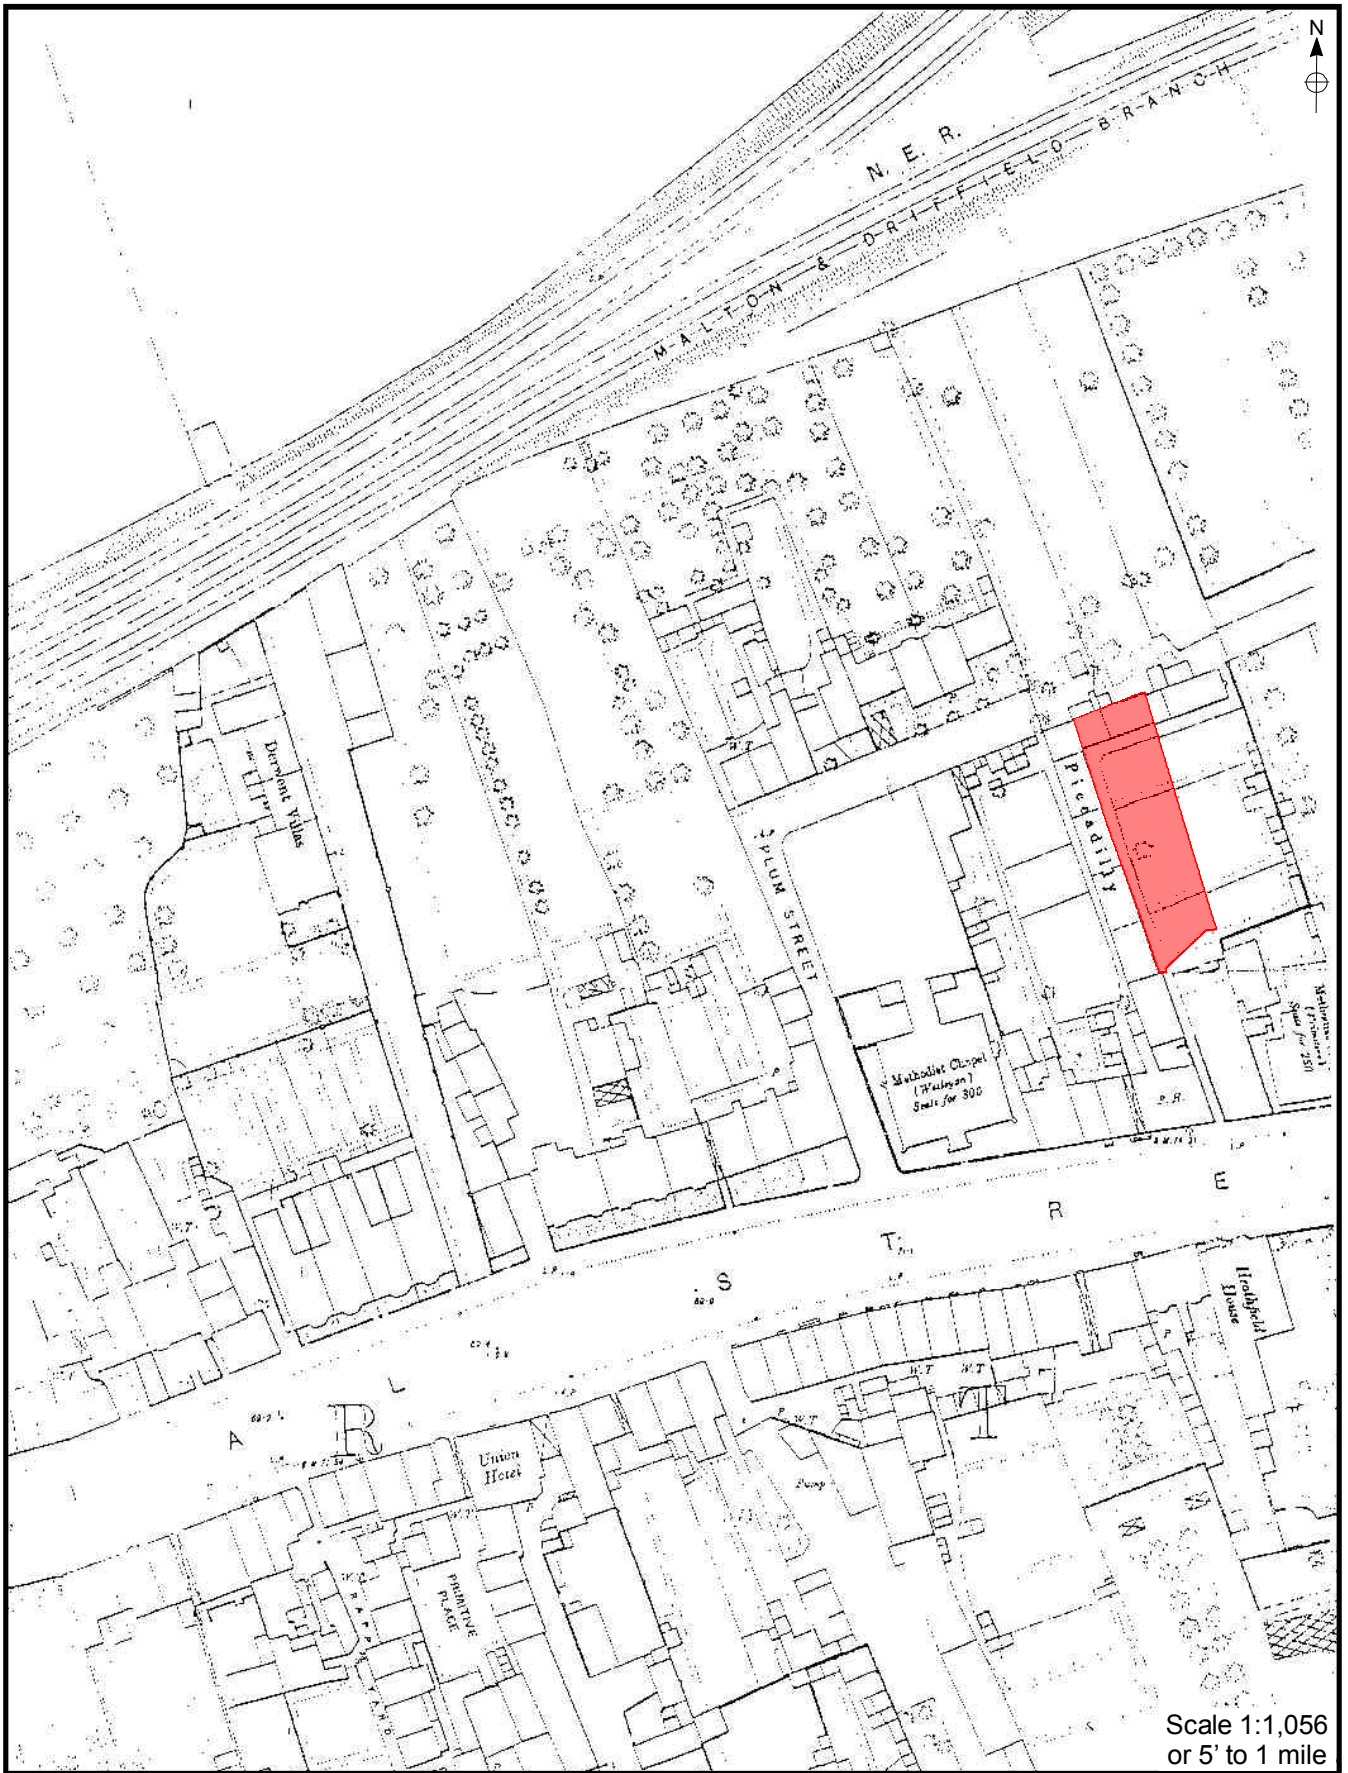 N
N. E. R.
MALTON & DRIFFIELD BRANCH
Derwent Villas
W.T
Piccadilly
PLUM STREET
Methodist Chapel
(Wesleyan)
Seats for 300
Methodist
(Primitive)
Seats for 250
P.H.
L.P
A
L
S
T
R
E
R
T
L.P
L.P
Heathfield
House
P
W.T
W.T
P
W.T
Pump
Union
Hotel
W.T
P
PRIMITIVE
PLACE
Scale 1:1,056
or 5' to 1 mile